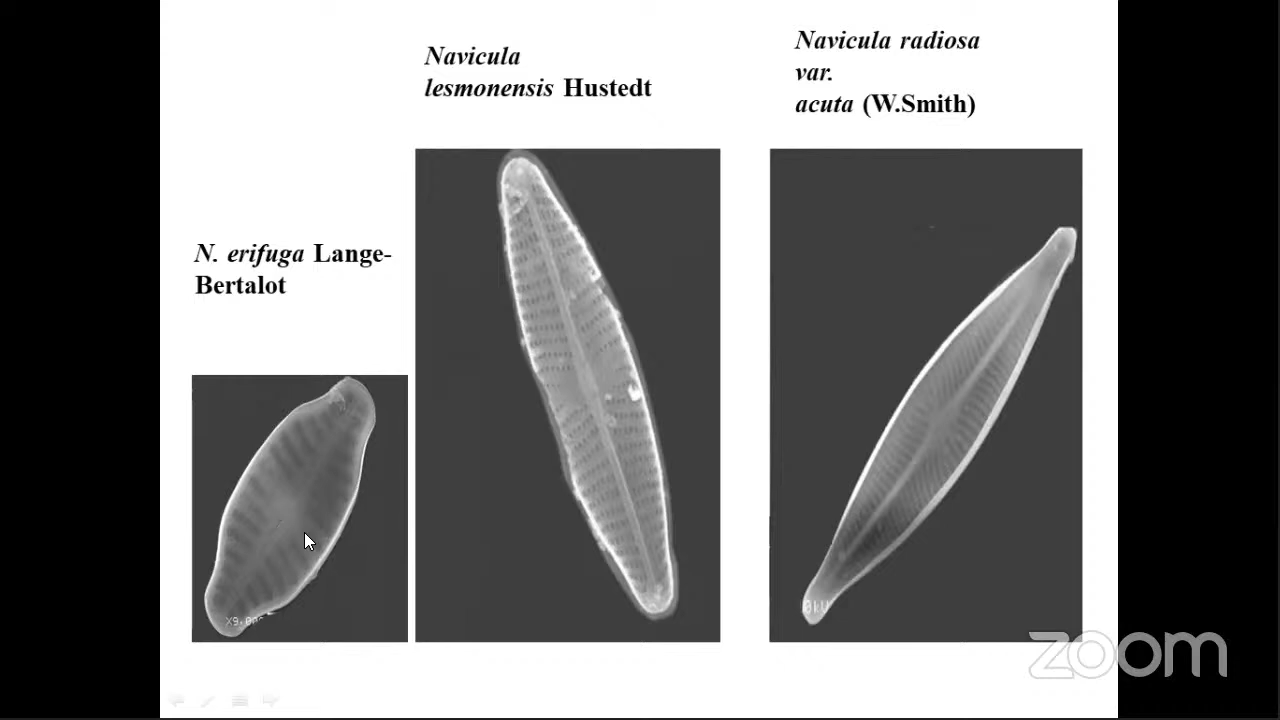 Navicula
lesmonensis Hustedt
Navicula radiosa
var.
acuta (W.Smith)
N. erifuga Lange-
Bertalot
zoom